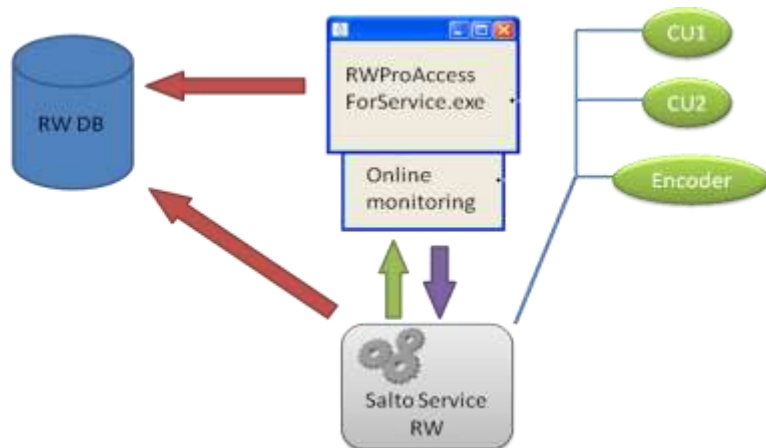 RW DB
RWProAccess
ForService.exe
Online
monitoring
CU1
CU2
Encoder
Salto Service
RW